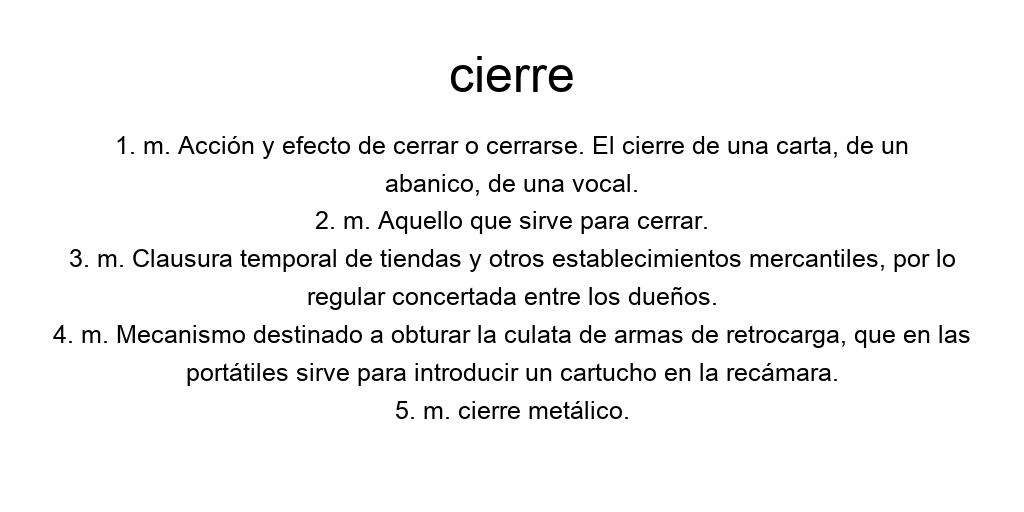 cierre
1. m. Acción y efecto de cerrar o cerrarse. El cierre de una carta, de un
abanico, de una vocal.
2. m. Aquello que sirve para cerrar.
3. m. Clausura temporal de tiendas y otros establecimientos mercantiles, por lo
regular concertada entre los dueños.
4. m. Mecanismo destinado a obturar la culata de armas de retrocarga, que en las
portátiles sirve para introducir un cartucho en la recámara.
5. m. cierre metálico.